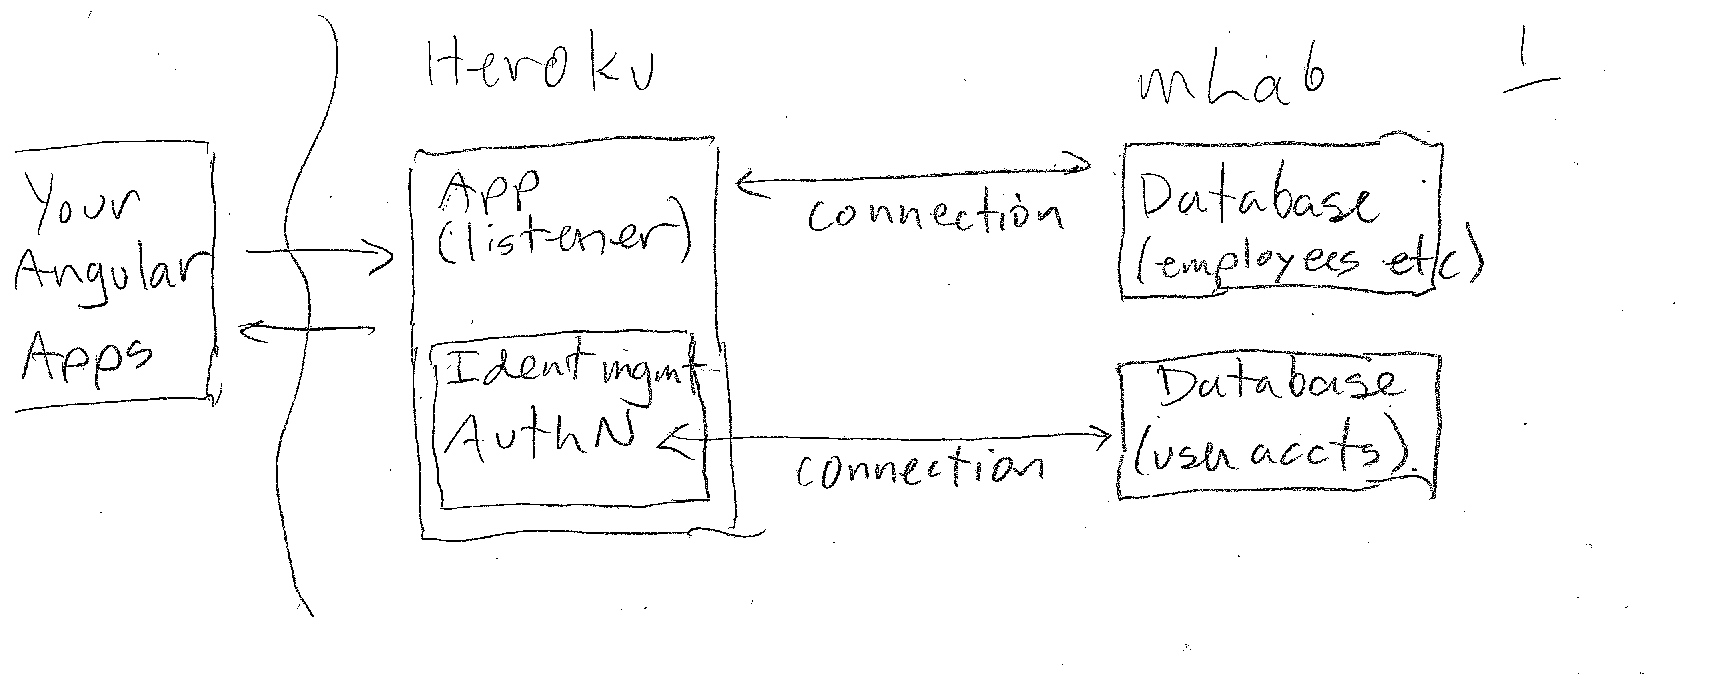 Heroku
mLab
1
Your
Angular
Apps
App
(listener)
connection
Database
(employees etc)
Ident mgmt
AuthN
connection
Database
(user accts)